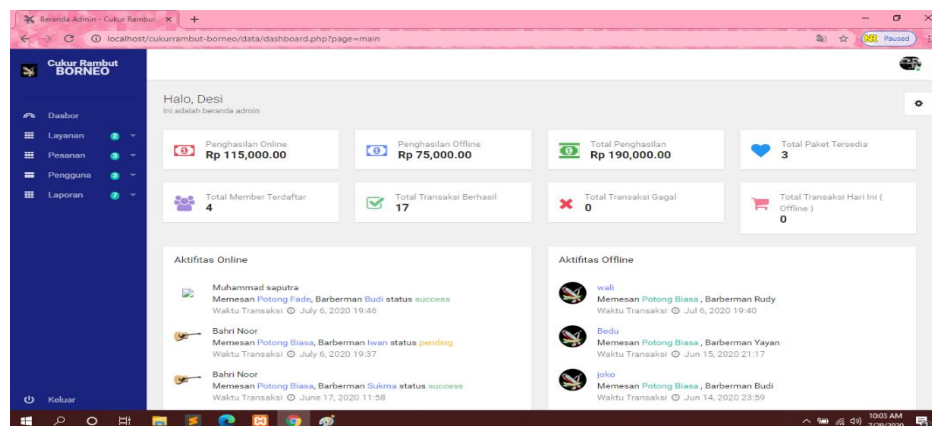 Beranda Admin - Cukur Rambut
localhost/cukurrambut-borneo/data/dashboard.php?page=main
Paused
Cukur Rambut
BORNEO
Halo, Desi
Ini adalah beranda admin
Dasbor
Layanan 2
Pesanan 3
Pengguna 3
Laporan 7
Keluar
Penghasilan Online
Rp 115,000.00
Penghasilan Offline
Rp 75,000.00
Total Penghasilan
Rp 190,000.00
Total Paket Tersedia
3
Total Member Terdaftar
4
Total Transaksi Berhasil
17
Total Transaksi Gagal
0
Total Transaksi Hari Ini (
Offline )
0
Aktifitas Online
Muhammad saputra
Memesan Potong Fade, Barberman Budi status success
Waktu Transaksi July 6, 2020 19:46
Bahri Noor
Memesan Potong Biasa, Barberman Iwan status pending
Waktu Transaksi July 6, 2020 19:37
Bahri Noor
Memesan Potong Biasa, Barberman Sukma status success
Waktu Transaksi June 17, 2020 11:58
Aktifitas Offline
wali
Memesan Potong Biasa , Barberman Rudy
Waktu Transaksi Jul 6, 2020 19:40
Bedu
Memesan Potong Biasa , Barberman Yayan
Waktu Transaksi Jun 15, 2020 21:17
joko
Memesan Potong Biasa , Barberman Budi
Waktu Transaksi Jun 14, 2020 23:59
10:03 AM
7/29/2020